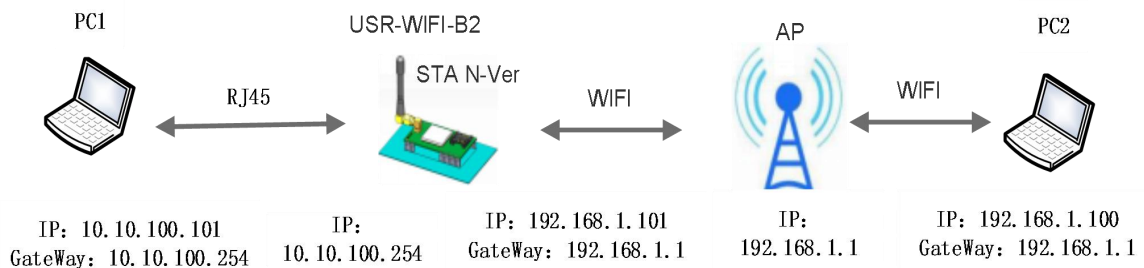 PC1
USR-WIFI-B2
AP
PC2
STA N-Ver
RJ45
WIFI
WIFI
IP: 10.10.100.101
GateWay: 10.10.100.254
IP:
10.10.100.254
IP: 192.168.1.101
GateWay: 192.168.1.1
IP:
192.168.1.1
IP: 192.168.1.100
GateWay: 192.168.1.1